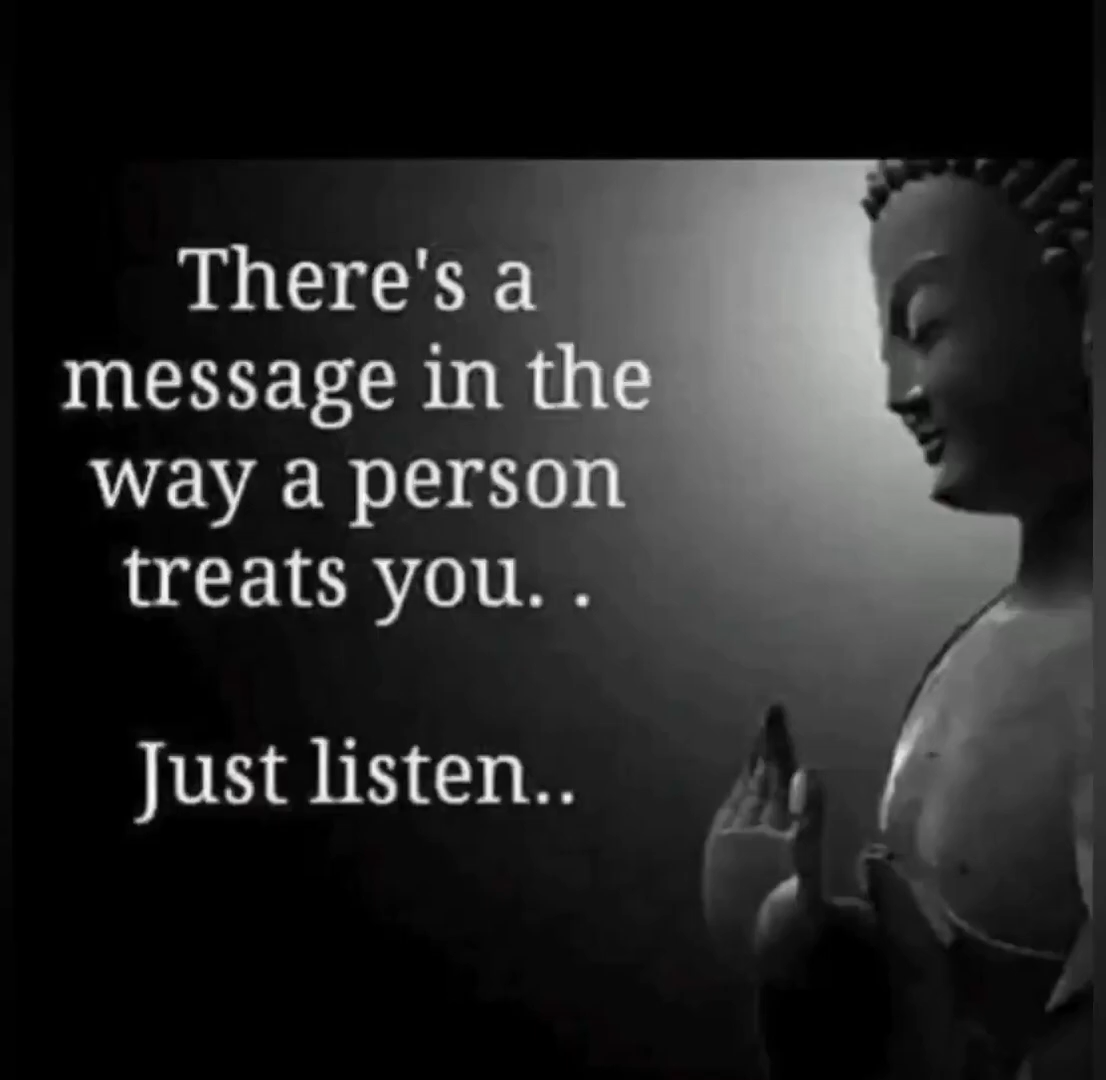 There's a
message in the
way a person
treats you. .
Just listen..